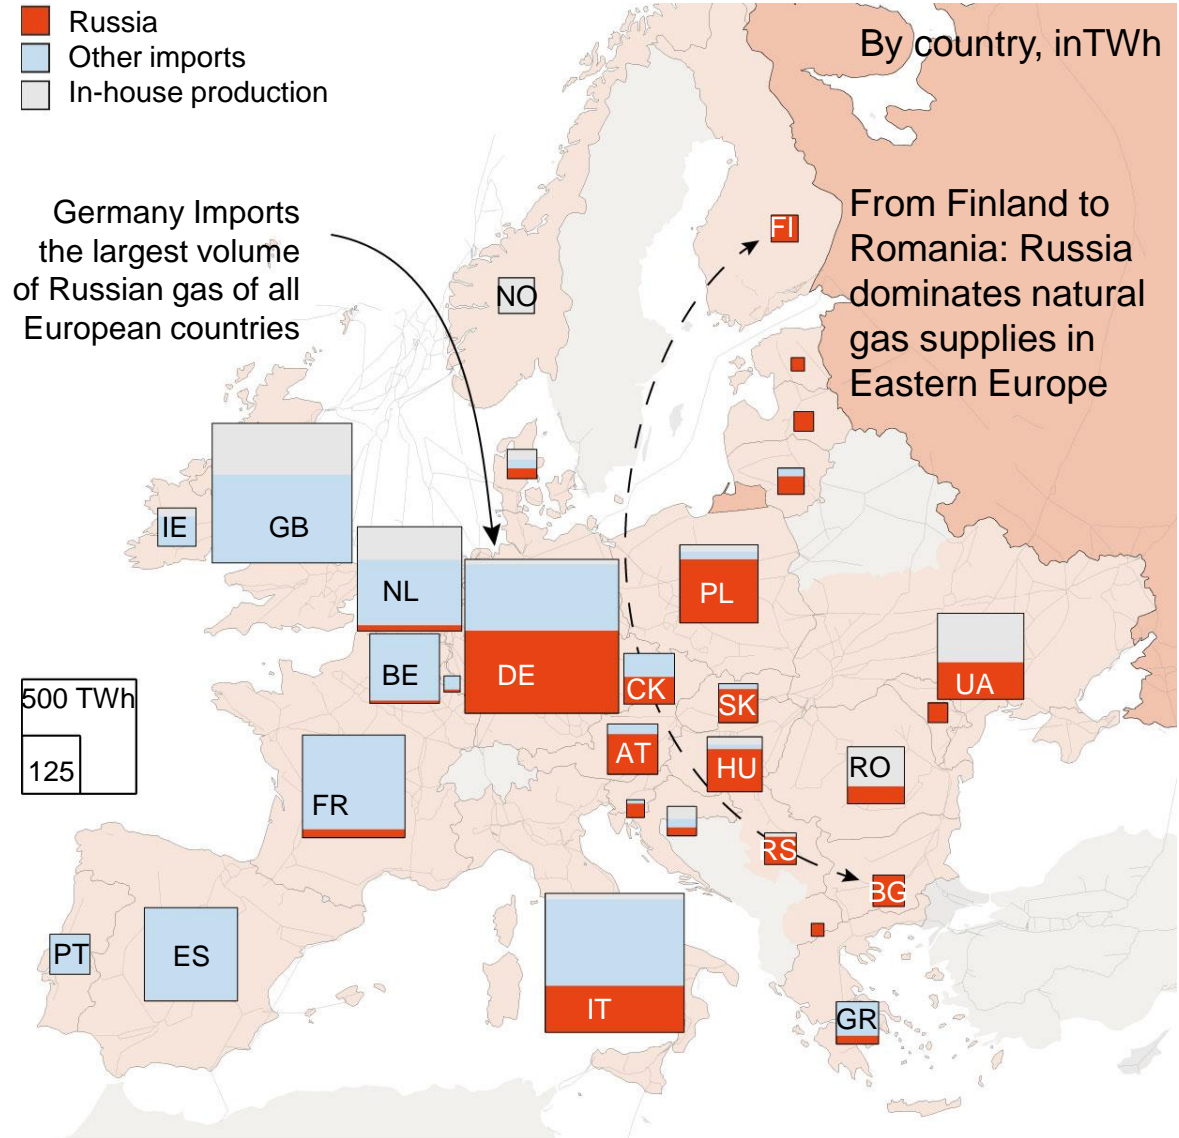 Russia
Other imports
In-house production
By country, inTWh
Germany Imports
the largest volume
of Russian gas of all
European countries
From Finland to
Romania: Russia
dominates natural
gas supplies in
Eastern Europe
FI
NO
IE
GB
NL
PL
BE
DE
CK
SK
UA
500 TWh
125
AT
HU
RO
FR
RS
BG
PT
ES
IT
GR